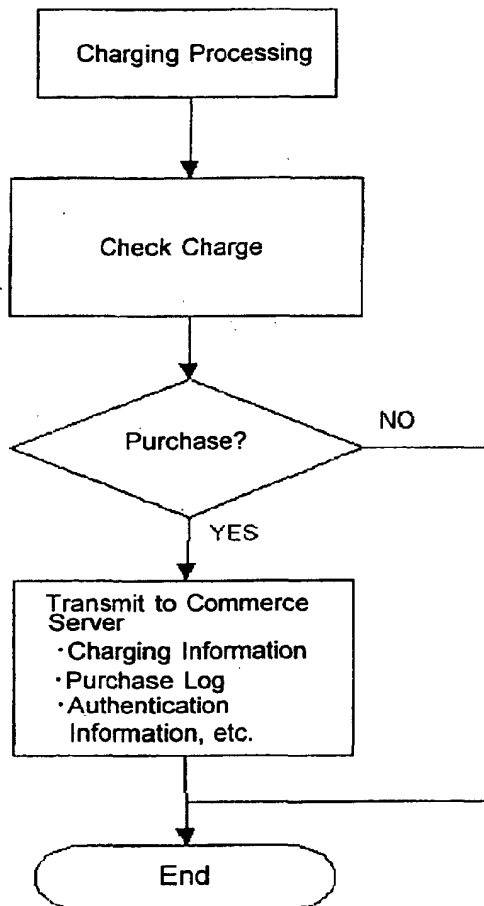 Charging Processing
Check Charge
Purchase?
NO
YES
Transmit to Commerce
Server
・Charging Information
・Purchase Log
・Authentication
Information, etc.
End